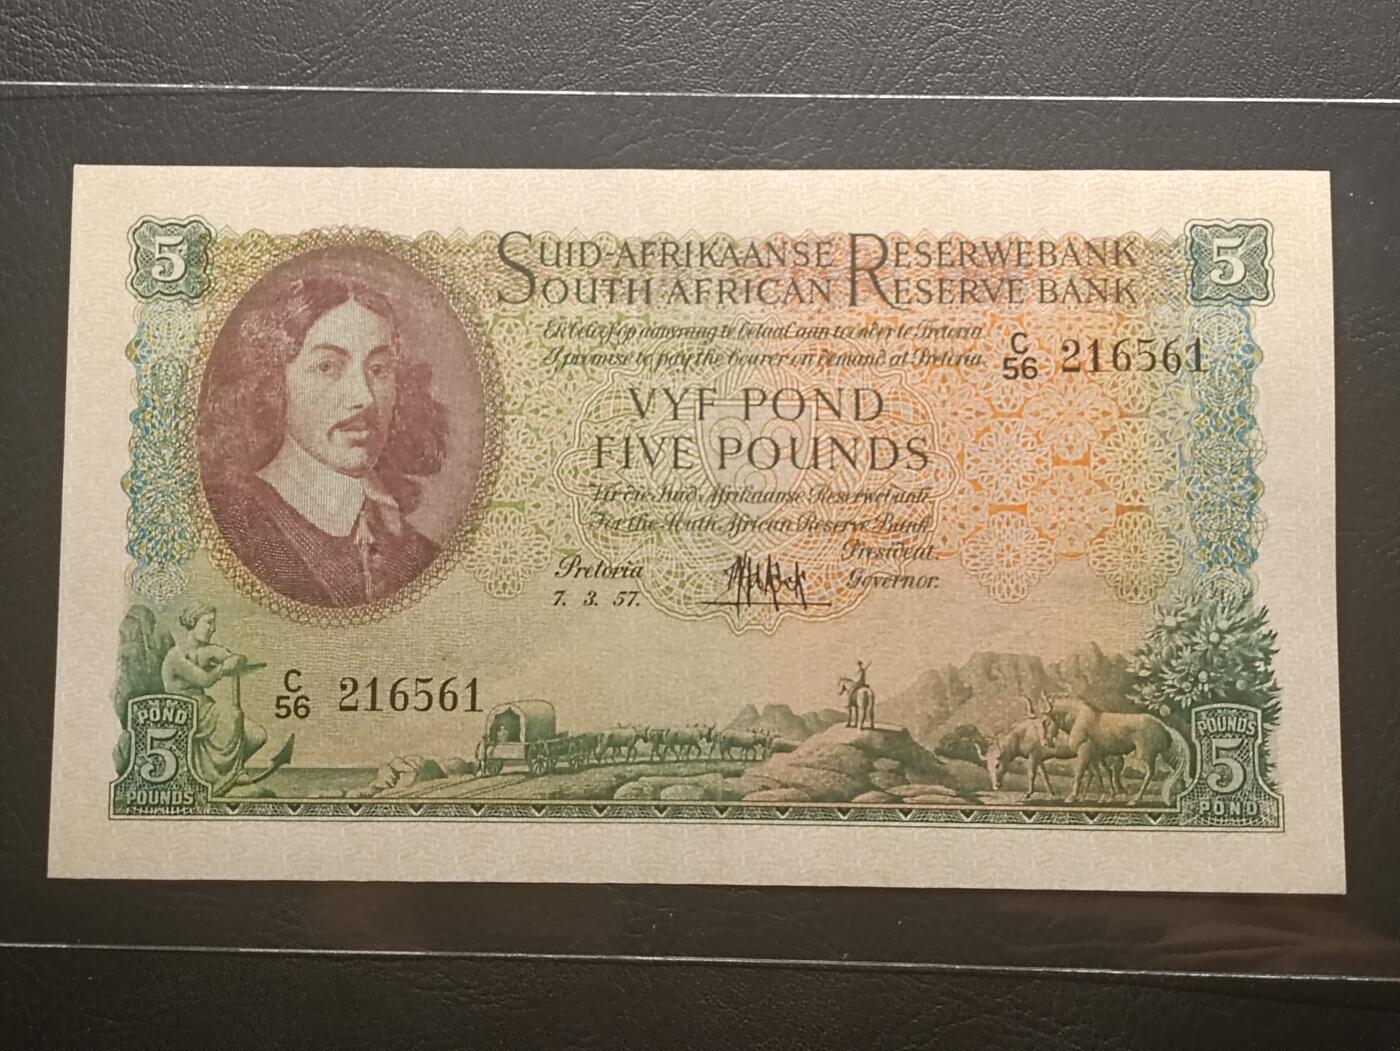 5
5
SUID-AFRIKAANSE RESERWEBANK
SOUTH AFRICAN RESERVE BANK
Ek beloof op aanvraag te betaal aan toonder te Pretoria
I promise to pay the bearer on demand at Pretoria.
C/56 216561
VYF POND
FIVE POUNDS
Vir die Suid-Afrikaanse Reserwebank
For the South African Reserve Bank
President.
Pretoria
Governor.
7. 3. 57.
C/56 216561
POND
5
POUNDS
POUNDS
5
POND